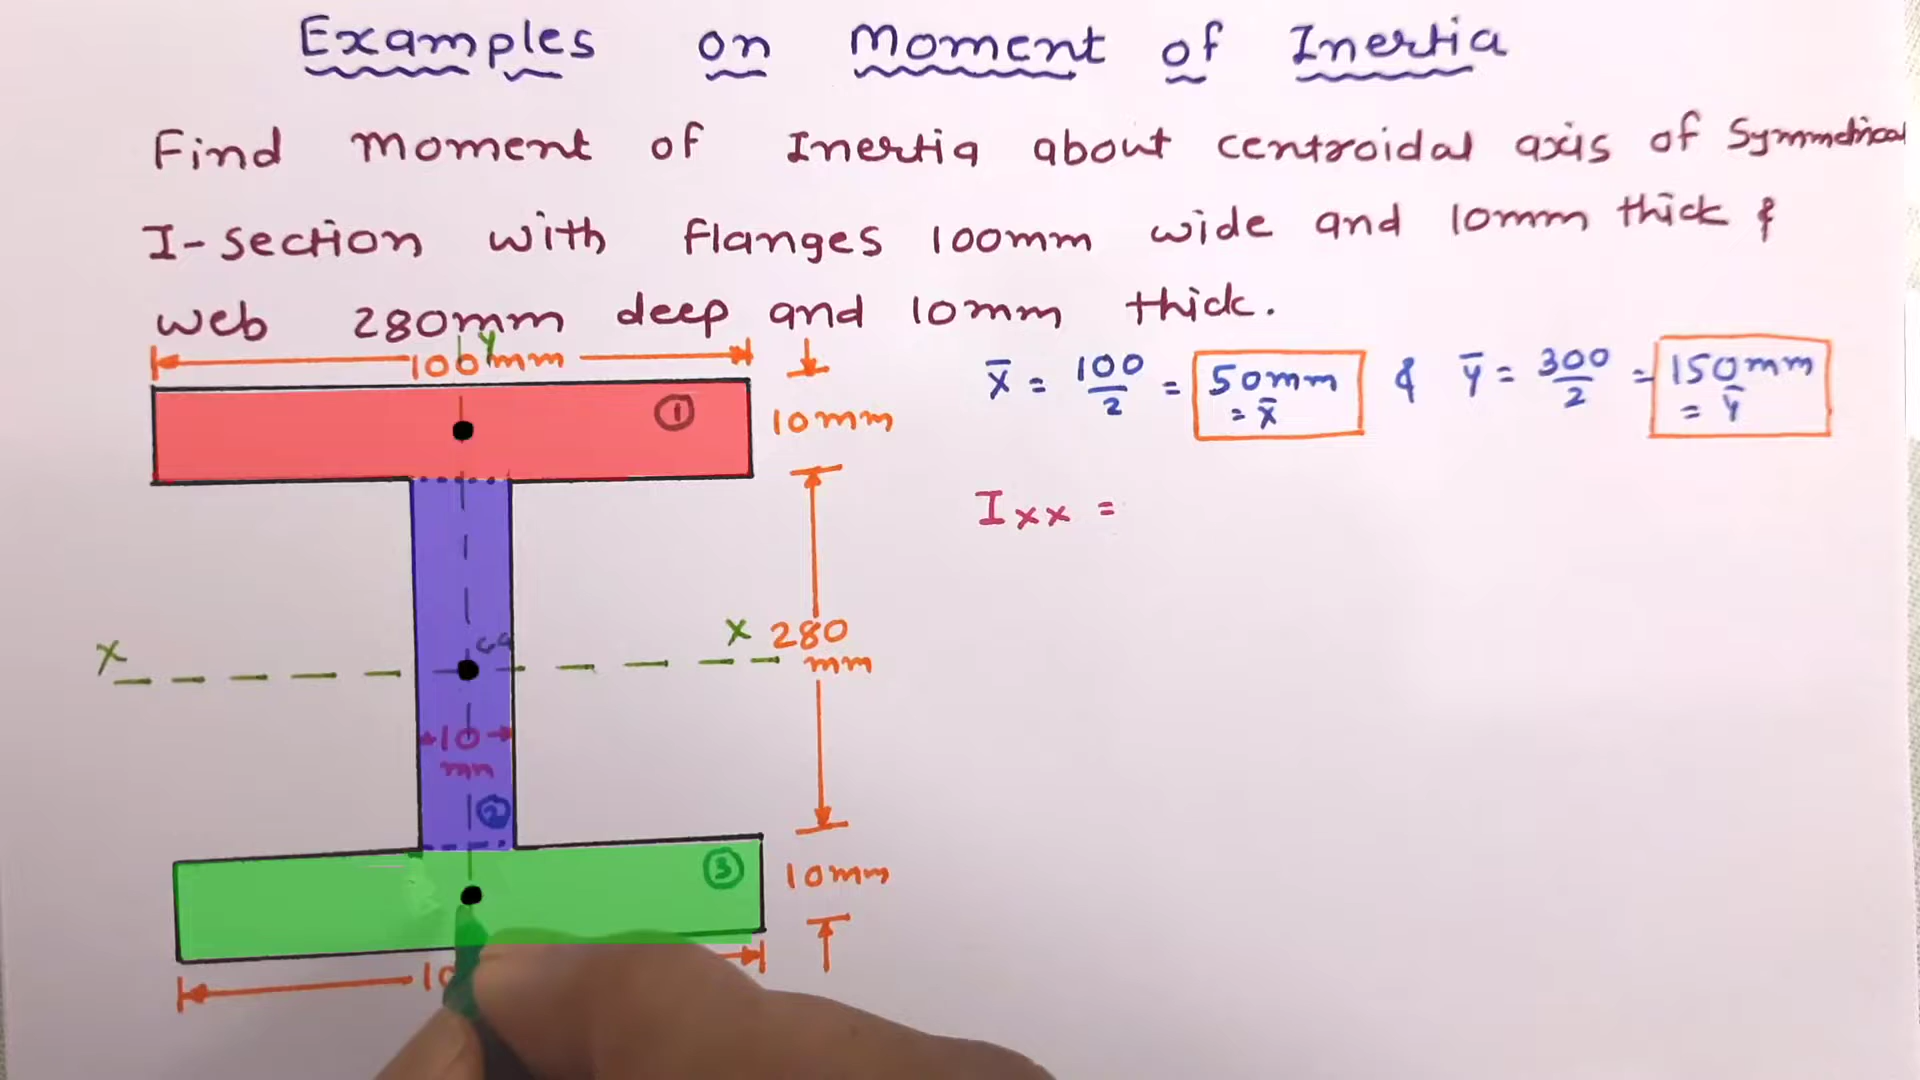 Examples on Moment of Inertia
Find moment of Inertia about centroidal axis of Symmetrical
I-section with flanges 100mm wide and 10mm thick &
web 280mm deep and 10mm thick.
100mm
Y
10mm
①
X̄ = 100/2 = 50mm = X̄ & Ȳ = 300/2 = 150mm = Ȳ
Ixx =
X
X
280
mm
10
mm
②
③
10mm